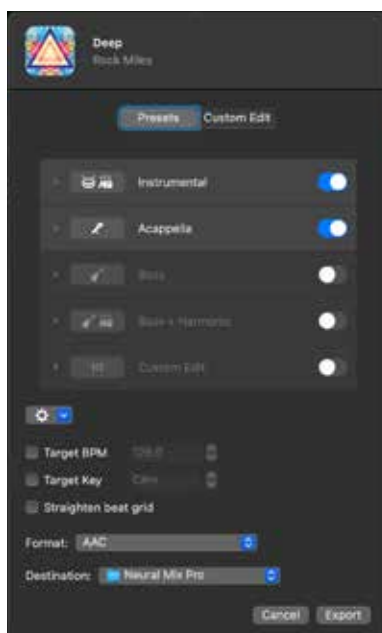 Deep
Rock Miles
Presets Custom Edit
Instrumental
Acappella
Bass
Bass + Harmonic
Custom Edit
Target BPM
Target Key
Straighten beat grid
Format: AAC
Destination: Neural Mix Pro
Cancel Export